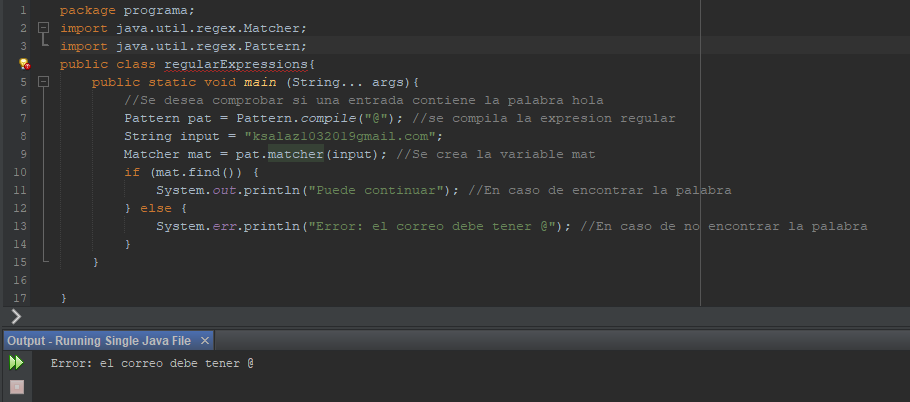 1 package programa;
2 import java.util.regex.Matcher;
3 import java.util.regex.Pattern;
public class regularExpressions{
5 public static void main (String... args){
6 //Se desea comprobar si una entrada contiene la palabra hola
7 Pattern pat = Pattern.compile("@"); //se compila la expresion regular
8 String input = "ksalaz1032019gmail.com";
9 Matcher mat = pat.matcher(input); //Se crea la variable mat
10 if (mat.find()) {
11 System.out.println("Puede continuar"); //En caso de encontrar la palabra
12 } else {
13 System.err.println("Error: el correo debe tener @"); //En caso de no encontrar la palabra
14 }
15 }
16
17 }
Output - Running Single Java File
Error: el correo debe tener @